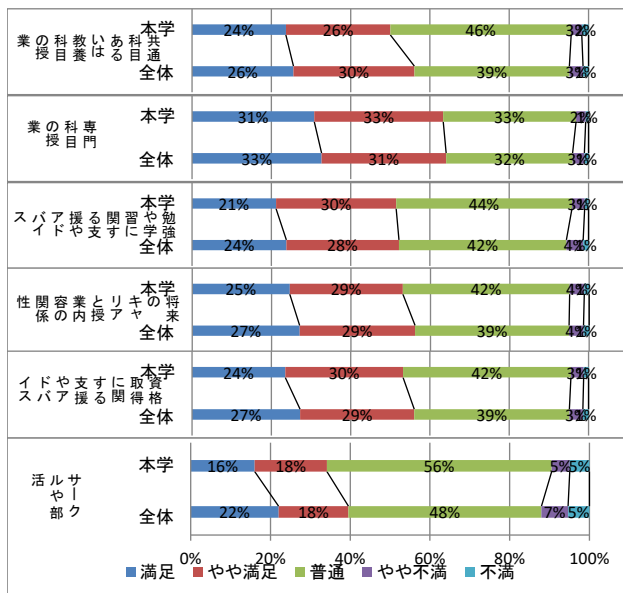 共通科目あるいは教養科目の授業
本学
24% 26% 46% 3% 2%
全体
26% 30% 39% 3%
専門科目の授業
本学
31% 33% 33% 2% 1%
全体
33% 31% 32% 3% 1%
勉強や学習に関する支援やアドバイス
本学
21% 30% 44% 3% 1%
全体
24% 28% 42% 4%
将来のキャリアと授業内容の関係性
本学
25% 29% 42% 4%
全体
27% 29% 39% 4%
資格取得に関する支援やアドバイス
本学
24% 30% 42% 3%
全体
27% 29% 39% 3%
サークルや部活
本学
16% 18% 56% 5% 5%
全体
22% 18% 48% 7% 5%
0% 20% 40% 60% 80% 100%
満足 やや満足 普通 やや不満 不満